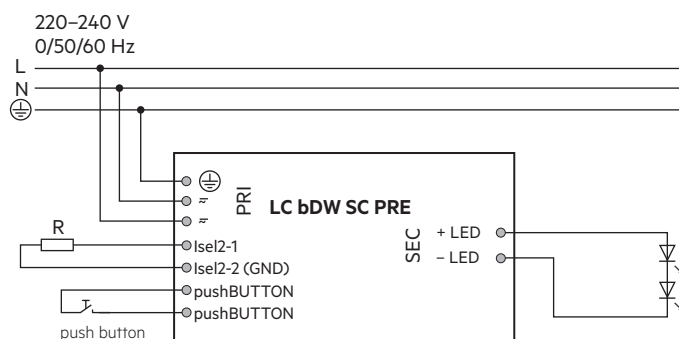 220–240 V
0/50/60 Hz
L
N
PRI
LC bDW SC PRE
R
Isel2-1
Isel2-2 (GND)
pushBUTTON
pushBUTTON
push button
SEC
+ LED
– LED